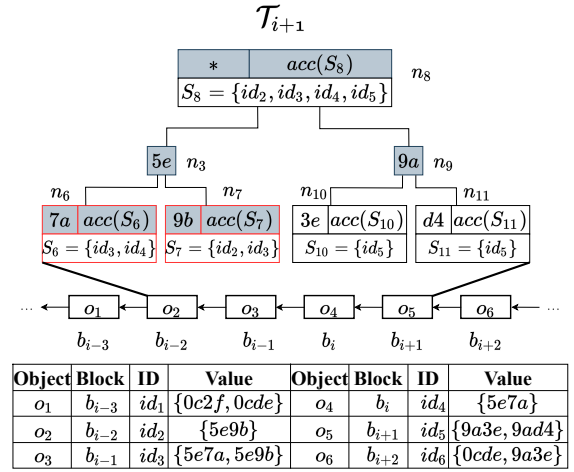 𝒯ᵢ₊₁
* acc(S₈) n₈
S₈ = {id₂, id₃, id₄, id₅}
5e n₃ 9a n₉
n₆ n₇ n₁₀ n₁₁
7a acc(S₆) 9b acc(S₇) 3e acc(S₁₀) d4 acc(S₁₁)
S₆ = {id₃, id₄} S₇ = {id₂, id₃} S₁₀ = {id₅} S₁₁ = {id₅}
... o₁ o₂ o₃ o₄ o₅ o₆ ...
bᵢ₋₃ bᵢ₋₂ bᵢ₋₁ bᵢ bᵢ₊₁ bᵢ₊₂
Object Block ID Value Object Block ID Value
o₁ bᵢ₋₃ id₁ {0c2f, 0cde} o₄ bᵢ id₄ {5e7a}
o₂ bᵢ₋₂ id₂ {5e9b} o₅ bᵢ₊₁ id₅ {9a3e, 9ad4}
o₃ bᵢ₋₁ id₃ {5e7a, 5e9b} o₆ bᵢ₊₂ id₆ {0cde, 9a3e}